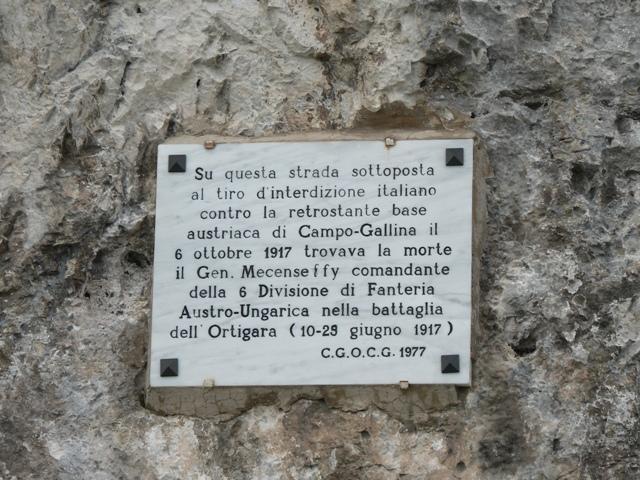 Su questa strada sottoposta
al tiro d'interdizione italiano
contro la retrostante base
austriaca di Campo-Gallina il
6 ottobre 1917 trovava la morte
il Gen. Mecenseffy comandante
della 6 Divisione di Fanteria
Austro-Ungarica nella battaglia
dell'Ortigara (10-29 giugno 1917)
C.G.O.C.G. 1977